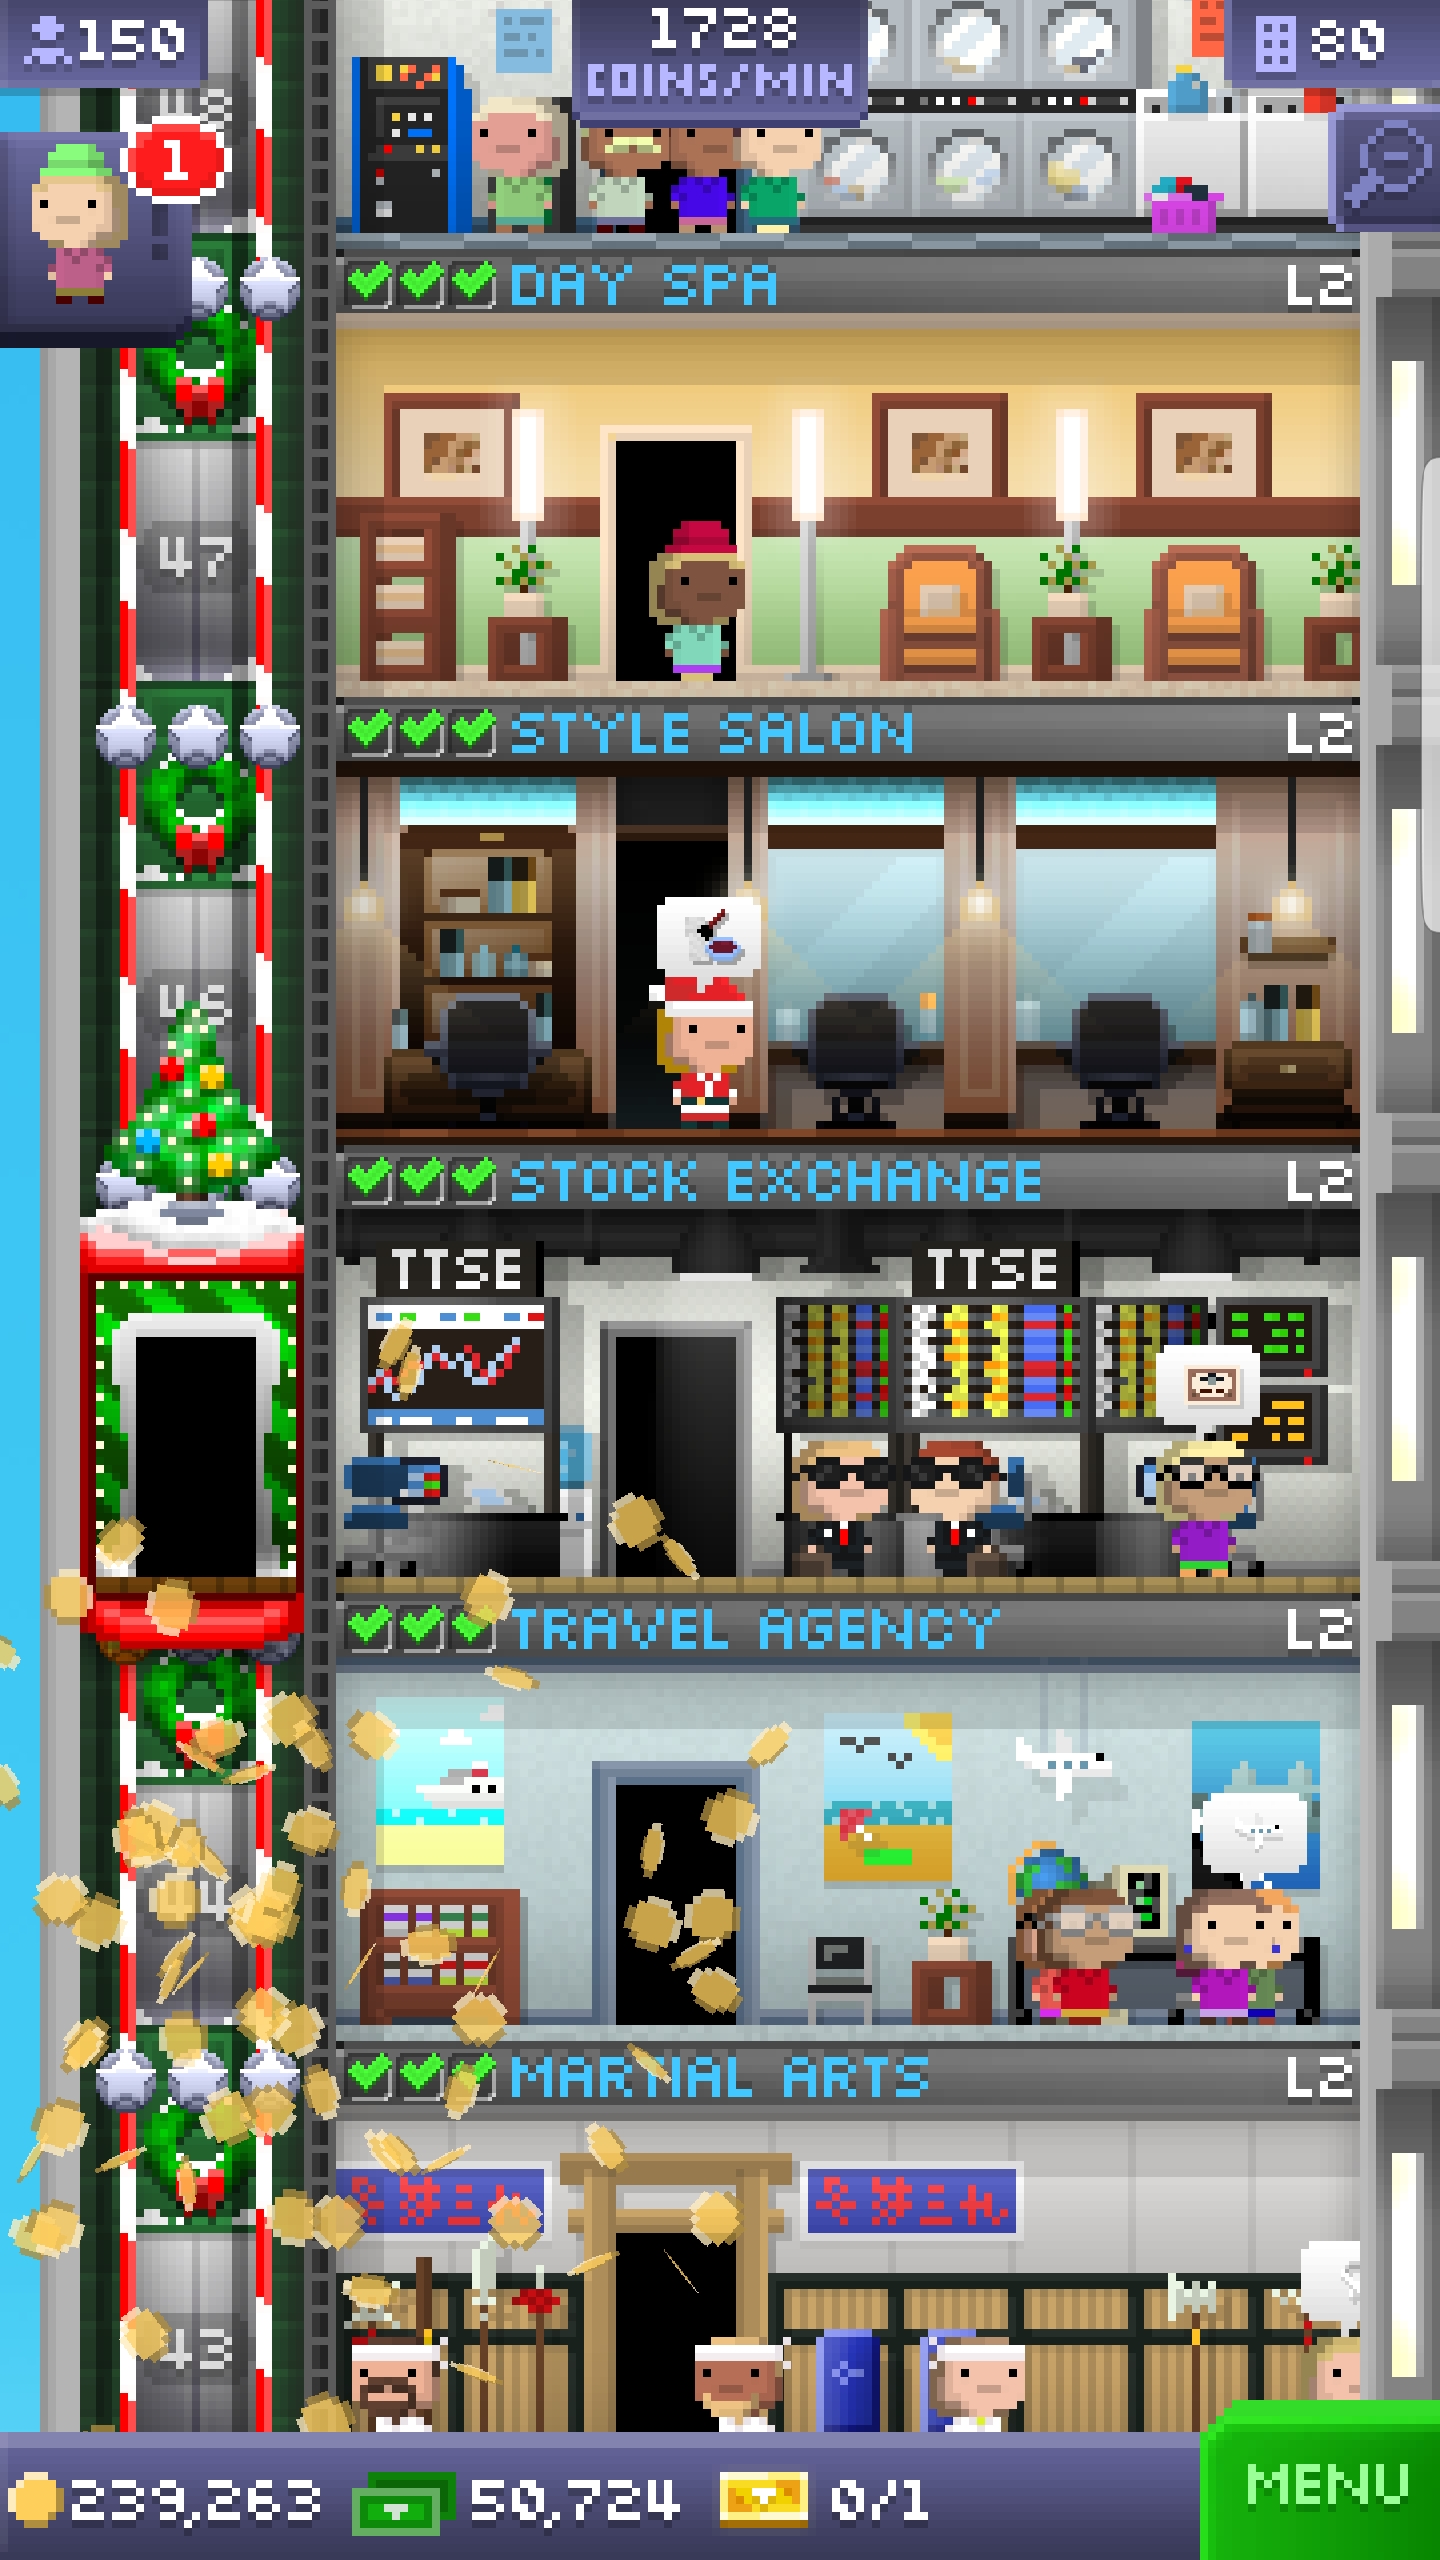 150
1728
COINS/MIN
80
48
1
DAY SPA L2
47
STYLE SALON L2
46
STOCK EXCHANGE L2
TTSE TTSE
TRAVEL AGENCY L2
44
MARTIAL ARTS L2
43
239,263 50,724 0/1
MENU